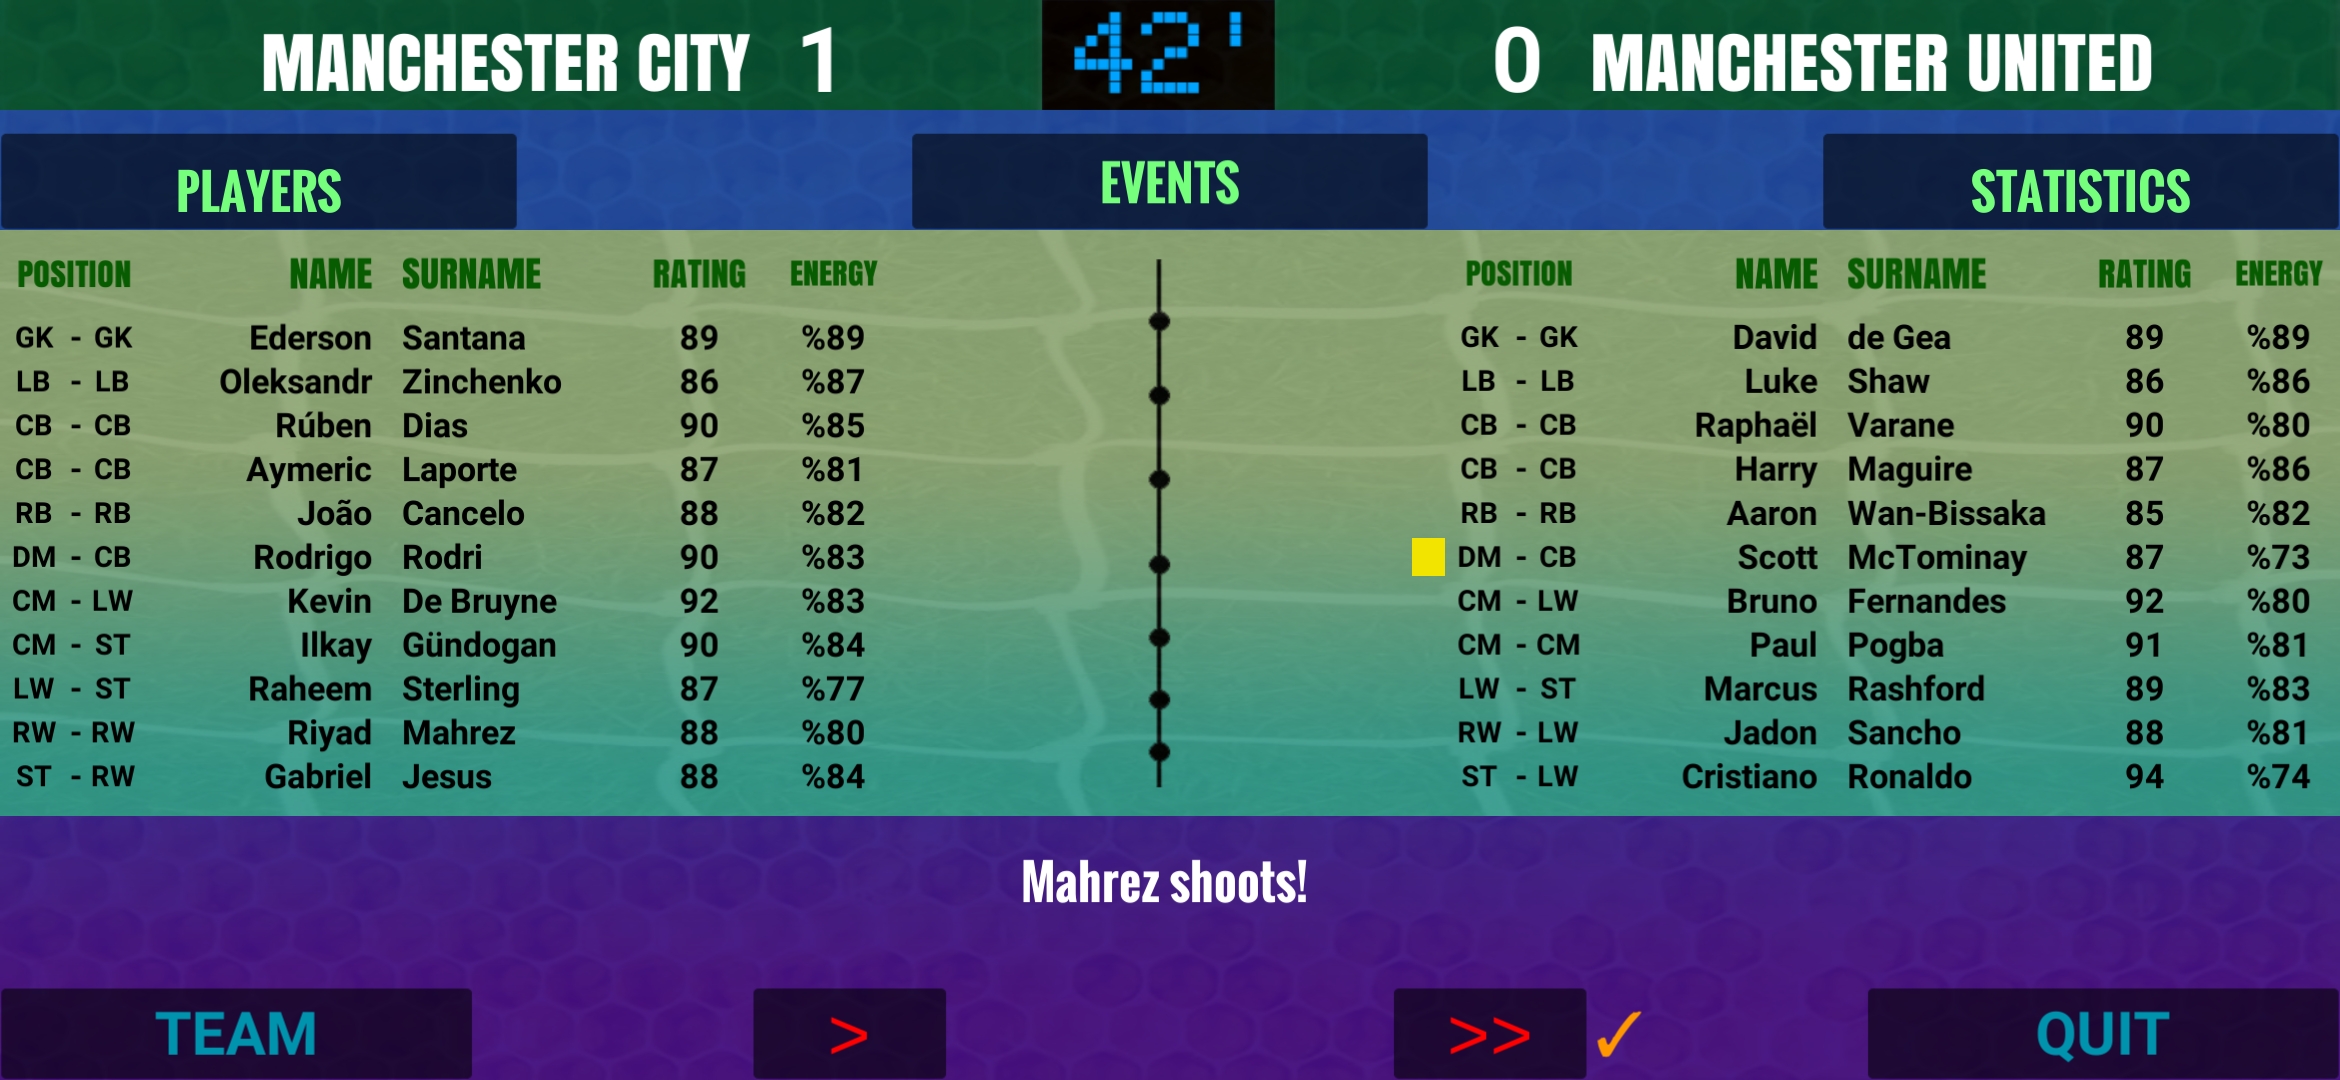 MANCHESTER CITY 1 42' 0 MANCHESTER UNITED
PLAYERS EVENTS STATISTICS
POSITION NAME SURNAME RATING ENERGY POSITION NAME SURNAME RATING ENERGY
GK - GK Ederson Santana 89 %89 GK - GK David de Gea 89 %89
LB - LB Oleksandr Zinchenko 86 %87 LB - LB Luke Shaw 86 %86
CB - CB Rúben Dias 90 %85 CB - CB Raphaël Varane 90 %80
CB - CB Aymeric Laporte 87 %81 CB - CB Harry Maguire 87 %86
RB - RB João Cancelo 88 %82 RB - RB Aaron Wan-Bissaka 85 %82
DM - CB Rodrigo Rodri 90 %83 DM - CB Scott McTominay 87 %73
CM - LW Kevin De Bruyne 92 %83 CM - LW Bruno Fernandes 92 %80
CM - ST Ilkay Gündogan 90 %84 CM - CM Paul Pogba 91 %81
LW - ST Raheem Sterling 87 %77 LW - ST Marcus Rashford 89 %83
RW - RW Riyad Mahrez 88 %80 RW - LW Jadon Sancho 88 %81
ST - RW Gabriel Jesus 88 %84 ST - LW Cristiano Ronaldo 94 %74
Mahrez shoots!
TEAM > >> ✓ QUIT